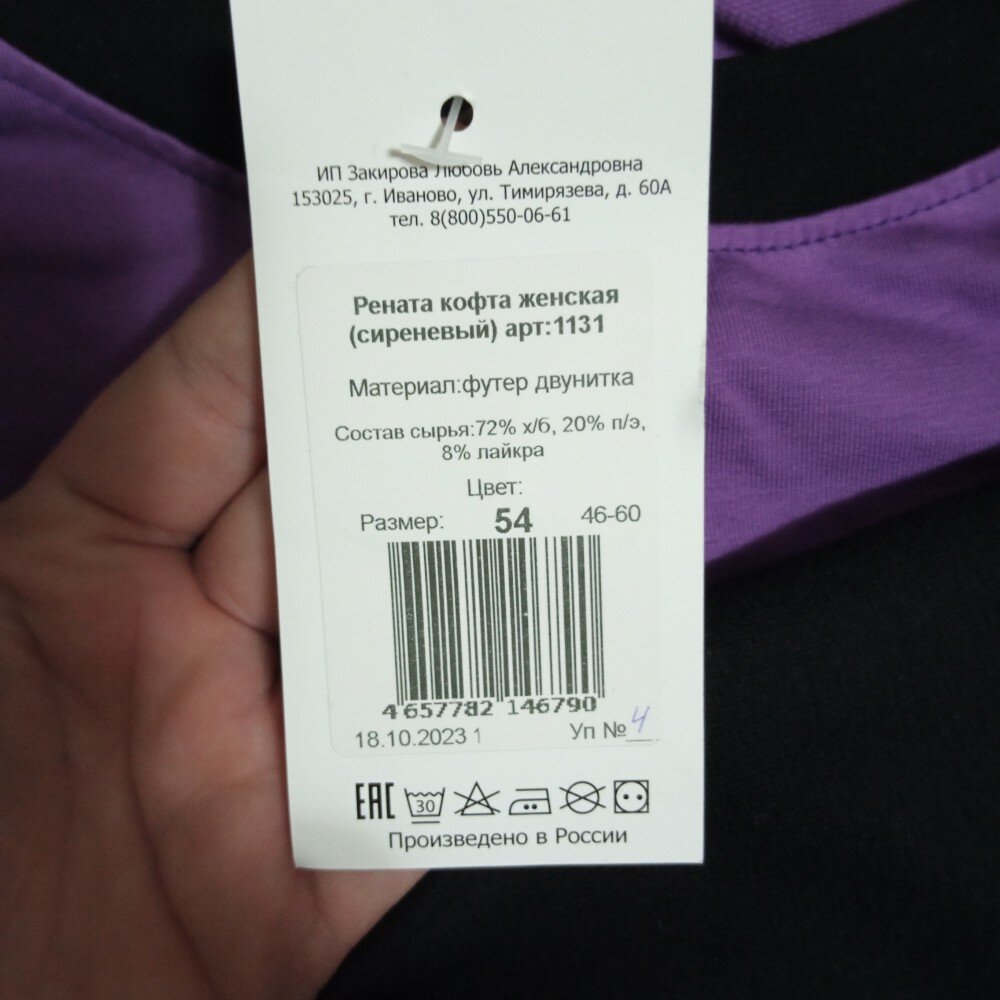 ИП Закирова Любовь Александровна
153025, г. Иваново, ул. Тимирязева, д. 60А
тел. 8(800)550-06-61
Рената кофта женская
(сиреневый) арт:1131
Материал:футер двунитка
Состав сырья:72% х/б, 20% п/э,
8% лайкра
Цвет:
Размер: 54 46-60
4 657782 146790
18.10.2023 1 Уп № 4
EAC 30
Произведено в России